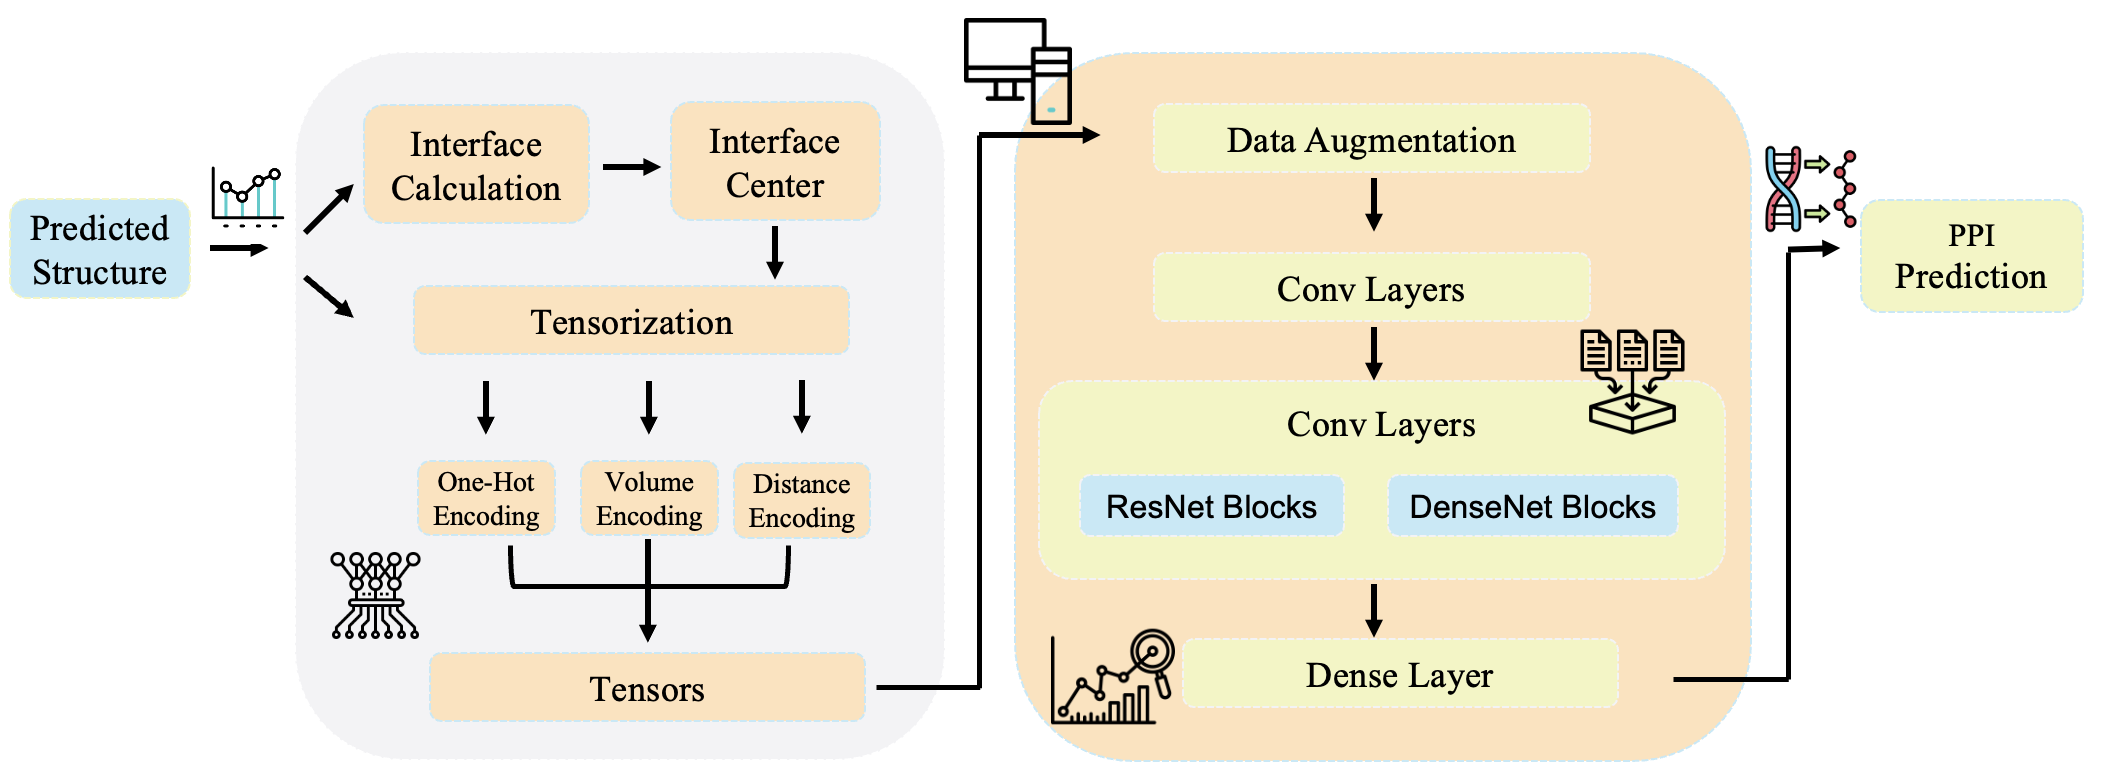 Predicted
Structure
Interface
Calculation
Interface
Center
Tensorization
One-Hot
Encoding
Volume
Encoding
Distance
Encoding
Tensors
Data Augmentation
Conv Layers
Conv Layers
ResNet Blocks
DenseNet Blocks
Dense Layer
PPI
Prediction